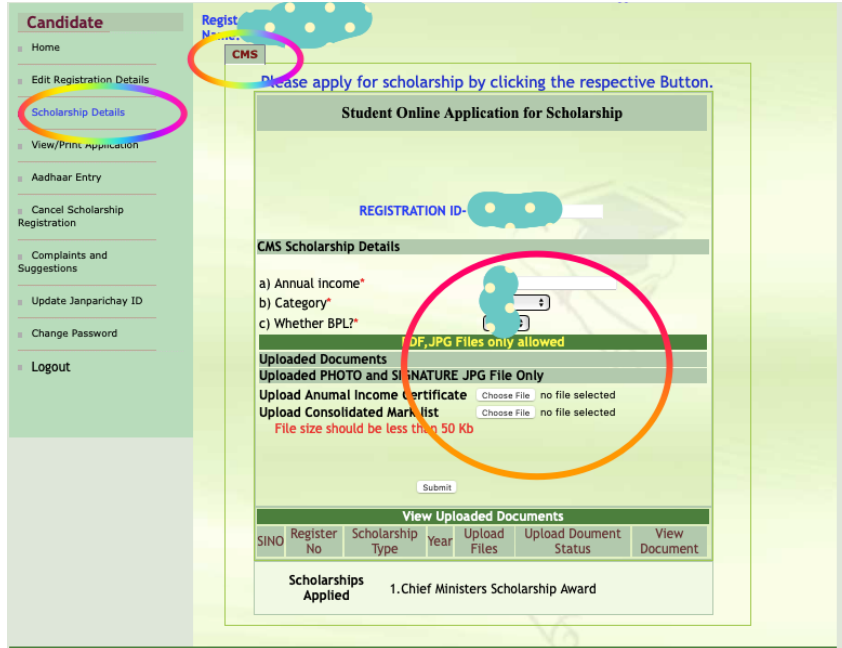 Candidate
Home
Edit Registration Details
Scholarship Details
View/Print Application
Aadhaar Entry
Cancel Scholarship
Registration
Complaints and
Suggestions
Update Janparichay ID
Change Password
Logout
Regist
CMS
Please apply for scholarship by clicking the respective Button.
Student Online Application for Scholarship
REGISTRATION ID-
CMS Scholarship Details
a) Annual income*
b) Category*
c) Whether BPL?*
PDF,JPG Files only allowed
Uploaded Documents
Uploaded PHOTO and SIGNATURE JPG File Only
Upload Anumal Income Certificate Choose File no file selected
Upload Consolidated Mark list Choose File no file selected
File size should be less than 50 Kb
Submit
View Uploaded Documents
SlNO Register No Scholarship Type Year Upload Files Upload Doument Status View Document
Scholarships
Applied
1.Chief Ministers Scholarship Award